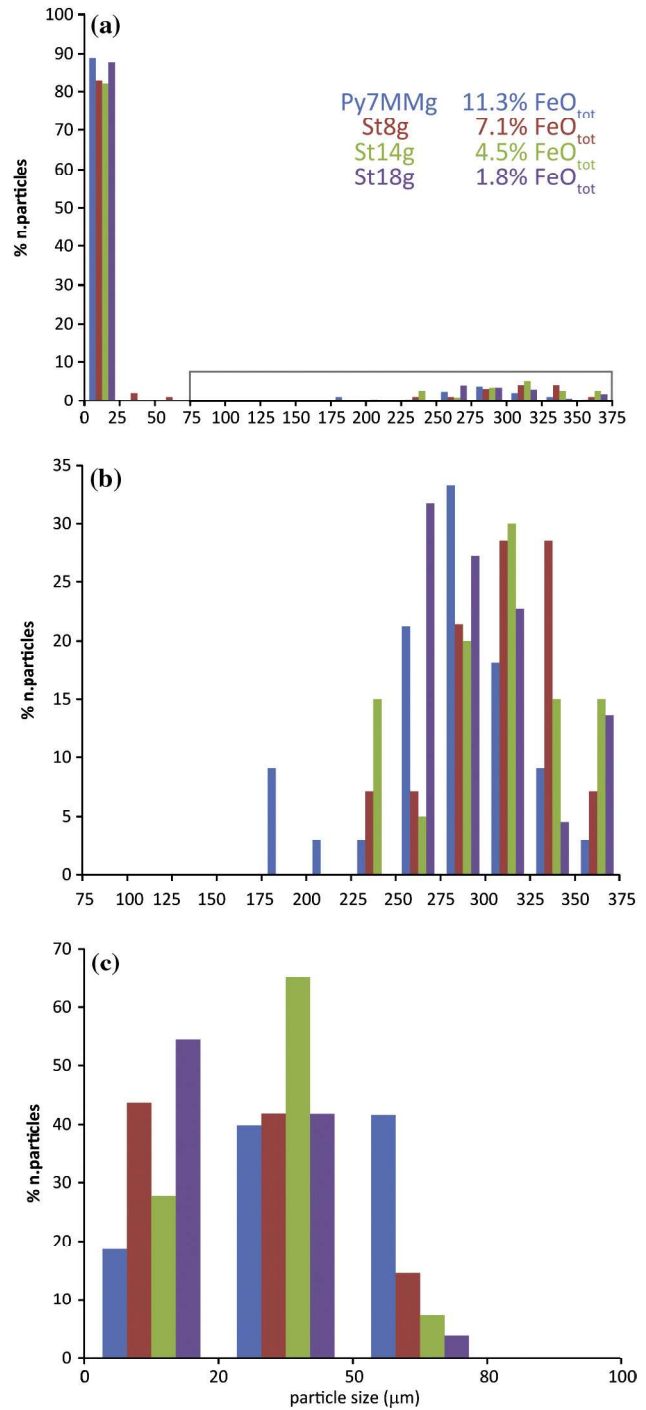 (a)
100
90
80
70
60
50
40
30
20
10
0
% n.particles
Py7MMg 11.3% FeOtot
St8g 7.1% FeOtot
St14g 4.5% FeOtot
St18g 1.8% FeOtot
0 25 50 75 100 125 150 175 200 225 250 275 300 325 350 375
(b)
35
30
25
20
15
10
5
0
% n.particles
75 100 125 150 175 200 225 250 275 300 325 350 375
(c)
70
60
50
40
30
20
10
0
% n.particles
0 20 50 80 100
particle size (μm)